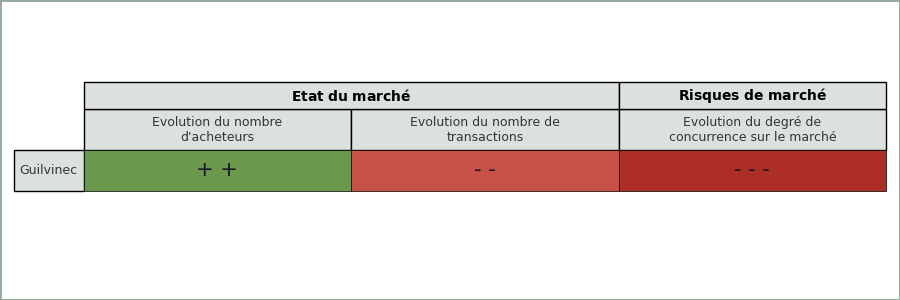 Etat du marché
Risques de marché
Evolution du nombre
d'acheteurs
Evolution du nombre de
transactions
Evolution du degré de
concurrence sur le marché
Guilvinec
+ +
- -
- - -